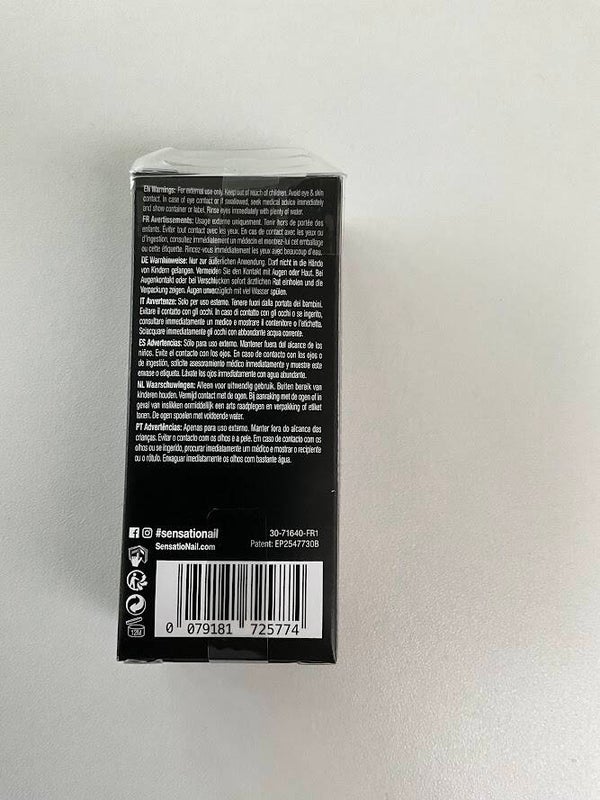 EN Warnings: For external use only. Keep out of reach of children. Avoid eye & skin
contact. In case of eye contact or if swallowed, seek medical advice immediately
and show container or label. Rinse eyes immediately with plenty of water.
FR Avertissements: Usage externe uniquement. Tenir hors de portée des
enfants. Éviter tout contact avec les yeux. En cas de contact avec les yeux ou
d'ingestion, consultez immédiatement un médecin et montrez-lui cet emballage
ou cette étiquette. Rincez-vous immédiatement les yeux avec beaucoup d'eau.
DE Warnhinweise: Nur zur äußerlichen Anwendung. Darf nicht in die Hände
von Kindern gelangen. Vermeiden Sie den Kontakt mit Augen oder Haut. Bei
Augenkontakt oder bei Verschlucken sofort ärztlichen Rat einholen und die
Verpackung zeigen. Augen unverzüglich mit viel Wasser spülen.
IT Avvertenze: Solo per uso esterno. Tenere fuori dalla portata dei bambini.
Evitare il contatto con gli occhi. In caso di contatto con gli occhi o se ingerito,
consultare immediatamente un medico e mostrare il contenitore o l'etichetta.
Sciacquare immediatamente gli occhi con abbondante acqua corrente.
ES Advertencias: Sólo para uso externo. Mantener fuera del alcance de los
niños. Evite el contacto con los ojos. En caso de contacto con los ojos o
de ingestión, solicite asesoramiento médico inmediatamente y muestre este
envase o etiqueta. Lávate los ojos inmediatamente con agua abundante.
NL Waarschuwingen: Alleen voor uitwendig gebruik. Buiten bereik van
kinderen houden. Vermijd contact met de ogen. Bij aanraking met de ogen of in
geval van inslikken onmiddellijk een arts raadplegen en verpakking of etiket
tonen. De ogen spoelen met voldoende water.
PT Advertências: Apenas para uso externo. Manter fora do alcance das
crianças. Evitar o contacto com os olhos e a pele. Em caso de contacto com os
olhos ou se ingerido, procurar imediatamente um médico e mostrar o recipiente
ou o rótulo. Enxaguar imediatamente os olhos com bastante água.
#sensationail
SensatioNail.com
30-71640-FR1
Patent: EP2547730B
12M
0 079181 725774